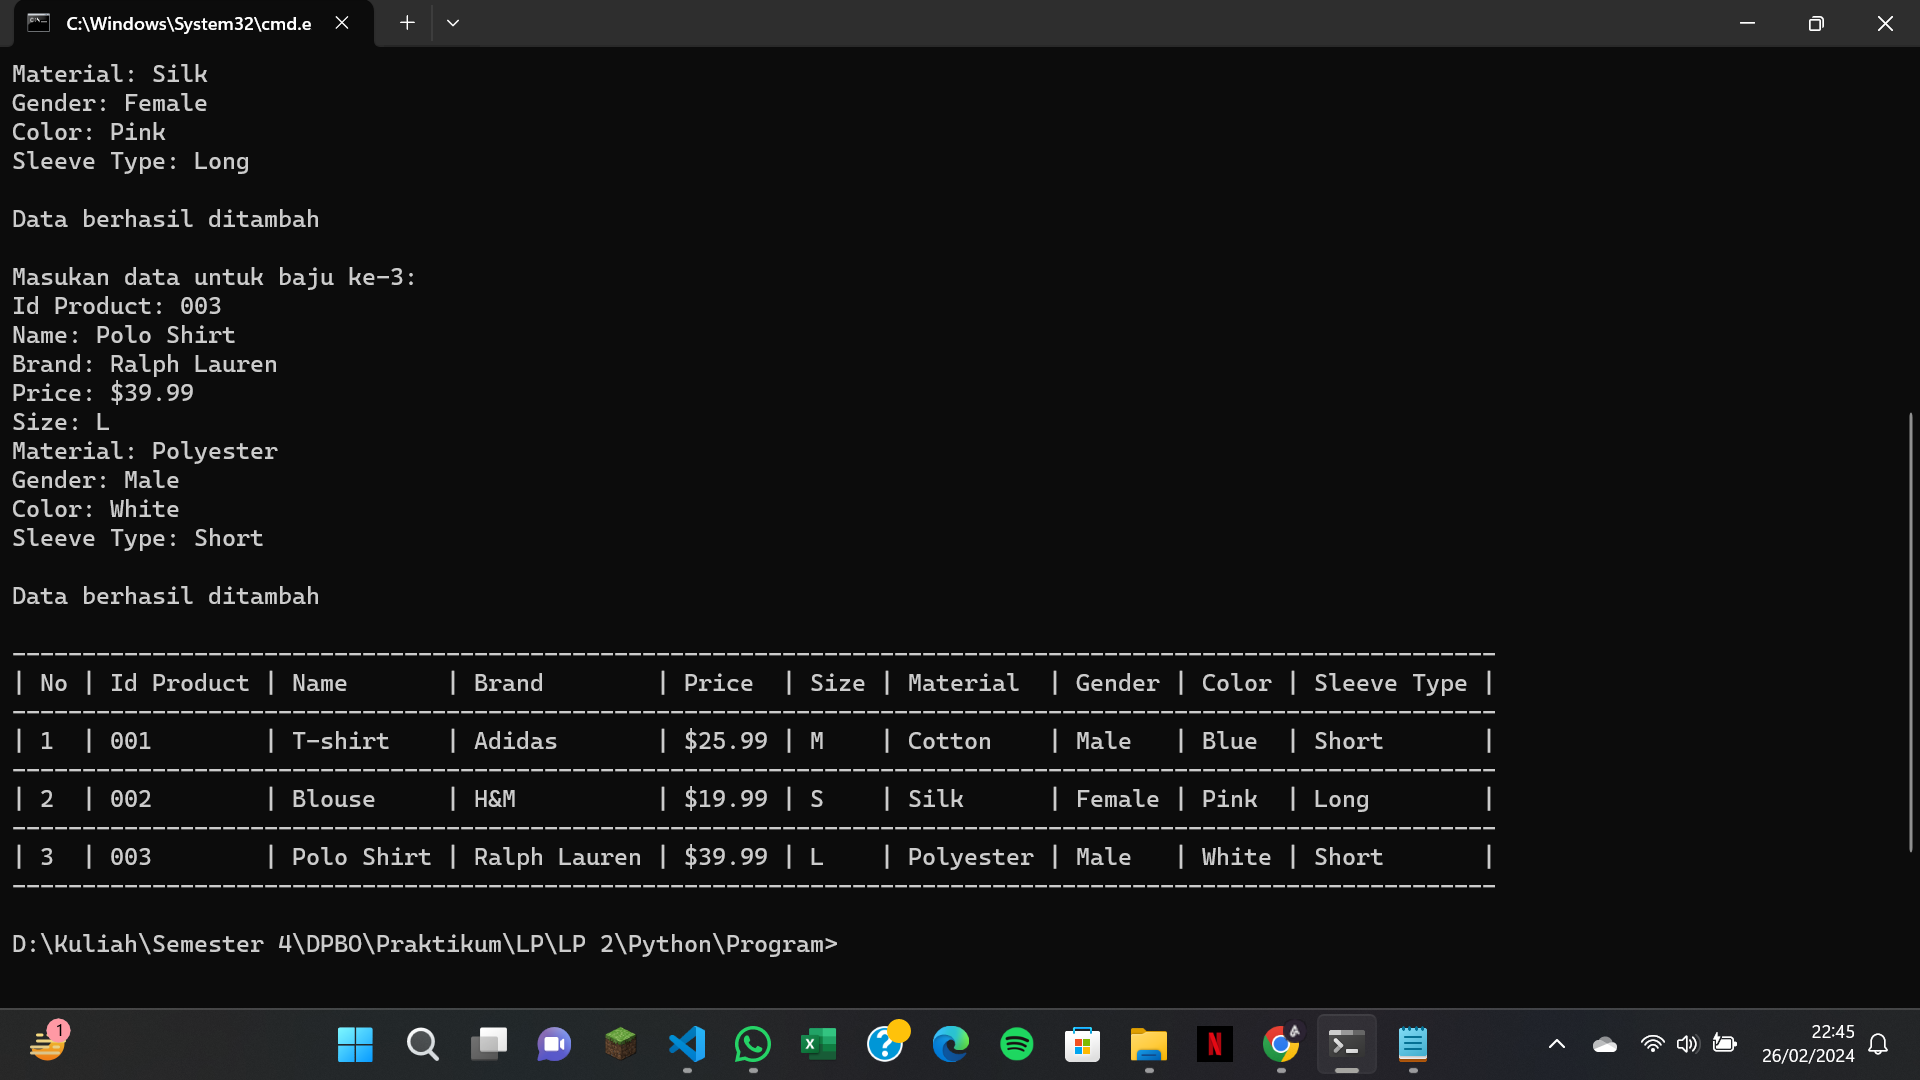 C:\Windows\System32\cmd.e
Material: Silk
Gender: Female
Color: Pink
Sleeve Type: Long
Data berhasil ditambah
Masukan data untuk baju ke-3:
Id Product: 003
Name: Polo Shirt
Brand: Ralph Lauren
Price: $39.99
Size: L
Material: Polyester
Gender: Male
Color: White
Sleeve Type: Short
Data berhasil ditambah
| No | Id Product | Name | Brand | Price | Size | Material | Gender | Color | Sleeve Type |
| 1 | 001 | T-shirt | Adidas | $25.99 | M | Cotton | Male | Blue | Short |
| 2 | 002 | Blouse | H&M | $19.99 | S | Silk | Female | Pink | Long |
| 3 | 003 | Polo Shirt | Ralph Lauren | $39.99 | L | Polyester | Male | White | Short |
D:\Kuliah\Semester 4\DPBO\Praktikum\LP\LP 2\Python\Program>
1
22:45
26/02/2024